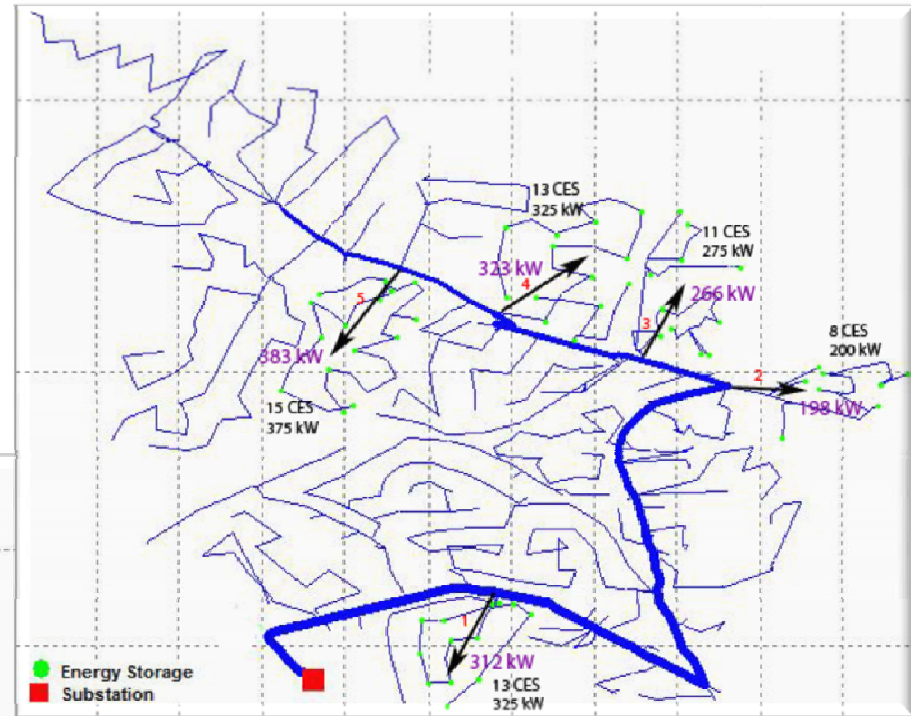 13 CES
325 kW
11 CES
275 kW
323 kW
4
266 kW
5
3
8 CES
200 kW
383 kW
2
198 kW
15 CES
375 kW
1
312 kW
13 CES
325 kW
Energy Storage
Substation